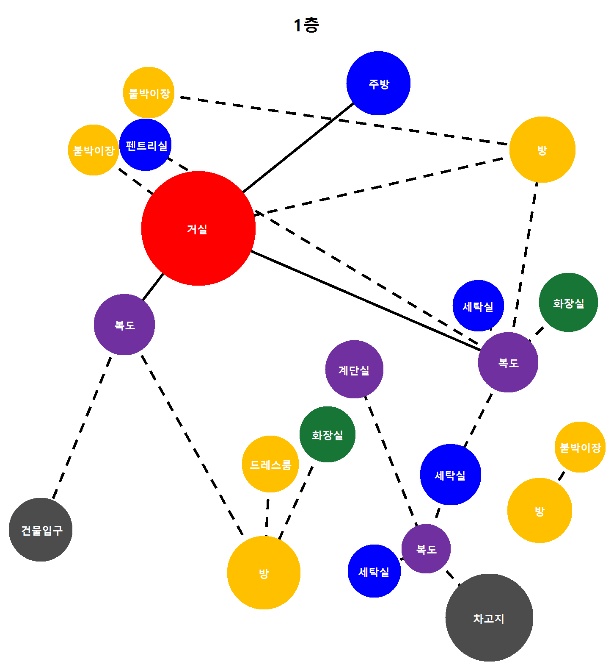 1층
주방
붙박이장
펜트리실
붙박이장
방
거실
세탁실
화장실
복도
복도
계단실
화장실
붙박이장
드레스룸
세탁실
방
건물입구
복도
방
세탁실
차고지